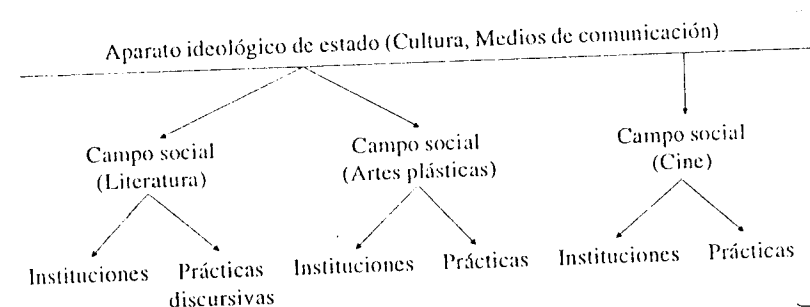 Aparato ideológico de estado (Cultura, Medios de comunicación)
Campo social
(Literatura)
Campo social
(Artes plásticas)
Campo social
(Cine)
Instituciones
Prácticas
discursivas
Instituciones
Prácticas
Instituciones
Prácticas